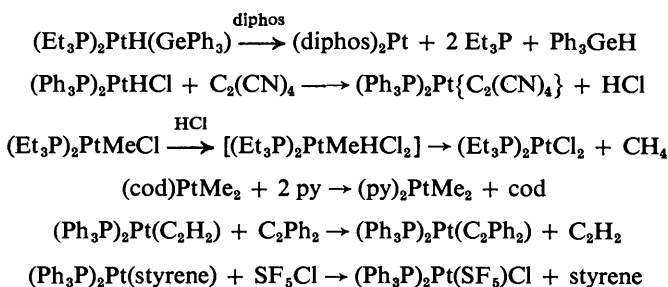 (Et₃P)₂PtH(GePh₃) —diphos→ (diphos)₂Pt + 2 Et₃P + Ph₃GeH
(Ph₃P)₂PtHCl + C₂(CN)₄ ⟶ (Ph₃P)₂Pt{C₂(CN)₄} + HCl
(Et₃P)₂PtMeCl —HCl→ [(Et₃P)₂PtMeHCl₂] → (Et₃P)₂PtCl₂ + CH₄
(cod)PtMe₂ + 2 py → (py)₂PtMe₂ + cod
(Ph₃P)₂Pt(C₂H₂) + C₂Ph₂ → (Ph₃P)₂Pt(C₂Ph₂) + C₂H₂
(Ph₃P)₂Pt(styrene) + SF₅Cl → (Ph₃P)₂Pt(SF₅)Cl + styrene